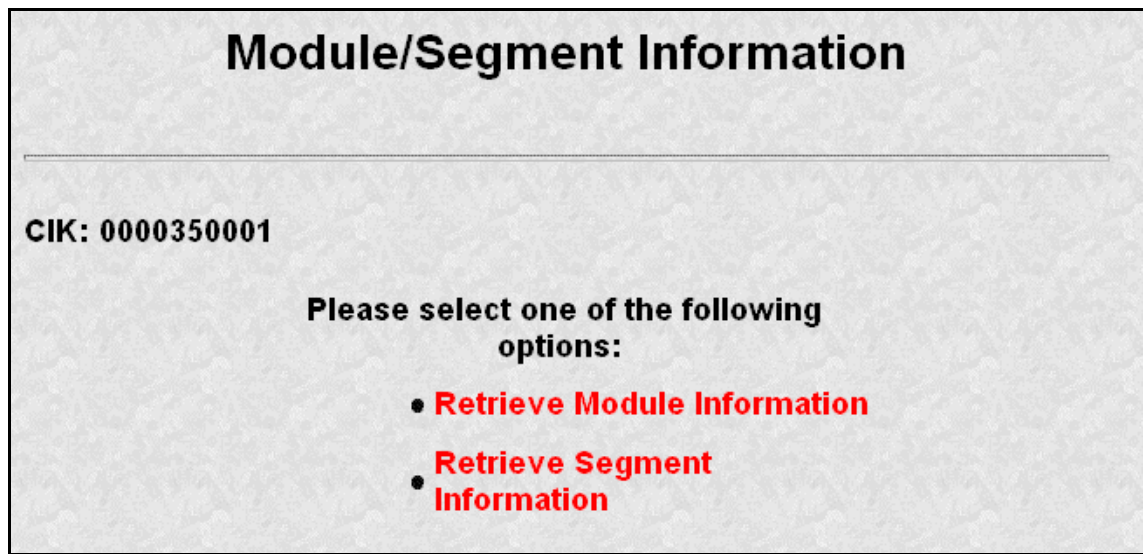 Module/Segment Information
CIK: 0000350001
Please select one of the following
options:
Retrieve Module Information
Retrieve Segment
Information